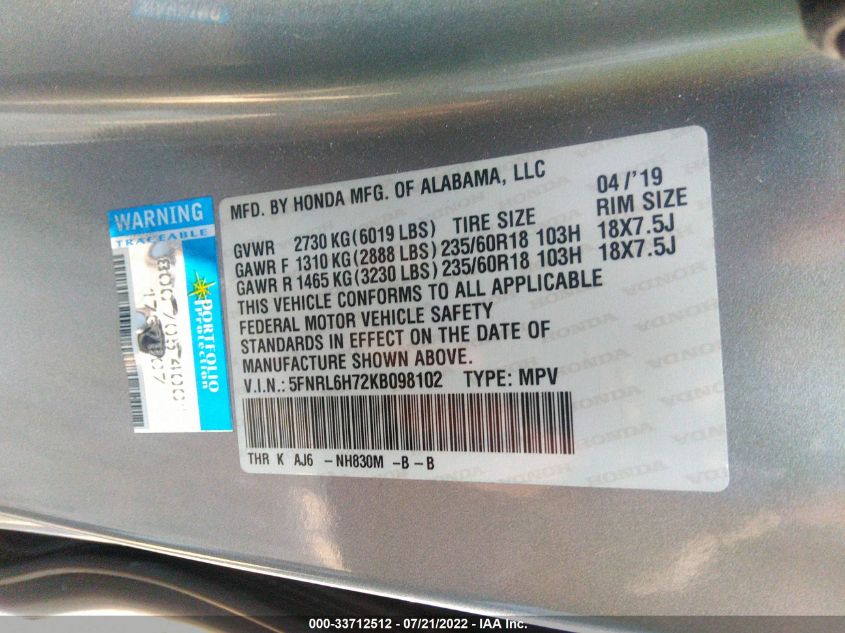 MFD. BY HONDA MFG. OF ALABAMA, LLC 04/'19
GVWR 2730 KG(6019 LBS) TIRE SIZE RIM SIZE
GAWR F 1310 KG(2888 LBS) 235/60R18 103H 18X7.5J
GAWR R 1465 KG(3230 LBS) 235/60R18 103H 18X7.5J
THIS VEHICLE CONFORMS TO ALL APPLICABLE
FEDERAL MOTOR VEHICLE SAFETY
STANDARDS IN EFFECT ON THE DATE OF
MANUFACTURE SHOWN ABOVE.
V.I.N.: 5FNRL6H72KB098102 TYPE: MPV
THR K AJ6 -NH830M -B-B
WARNING
TRACEABLE
PORTFOLIO
Protection
000-33712512 - 07/21/2022 - IAA Inc.